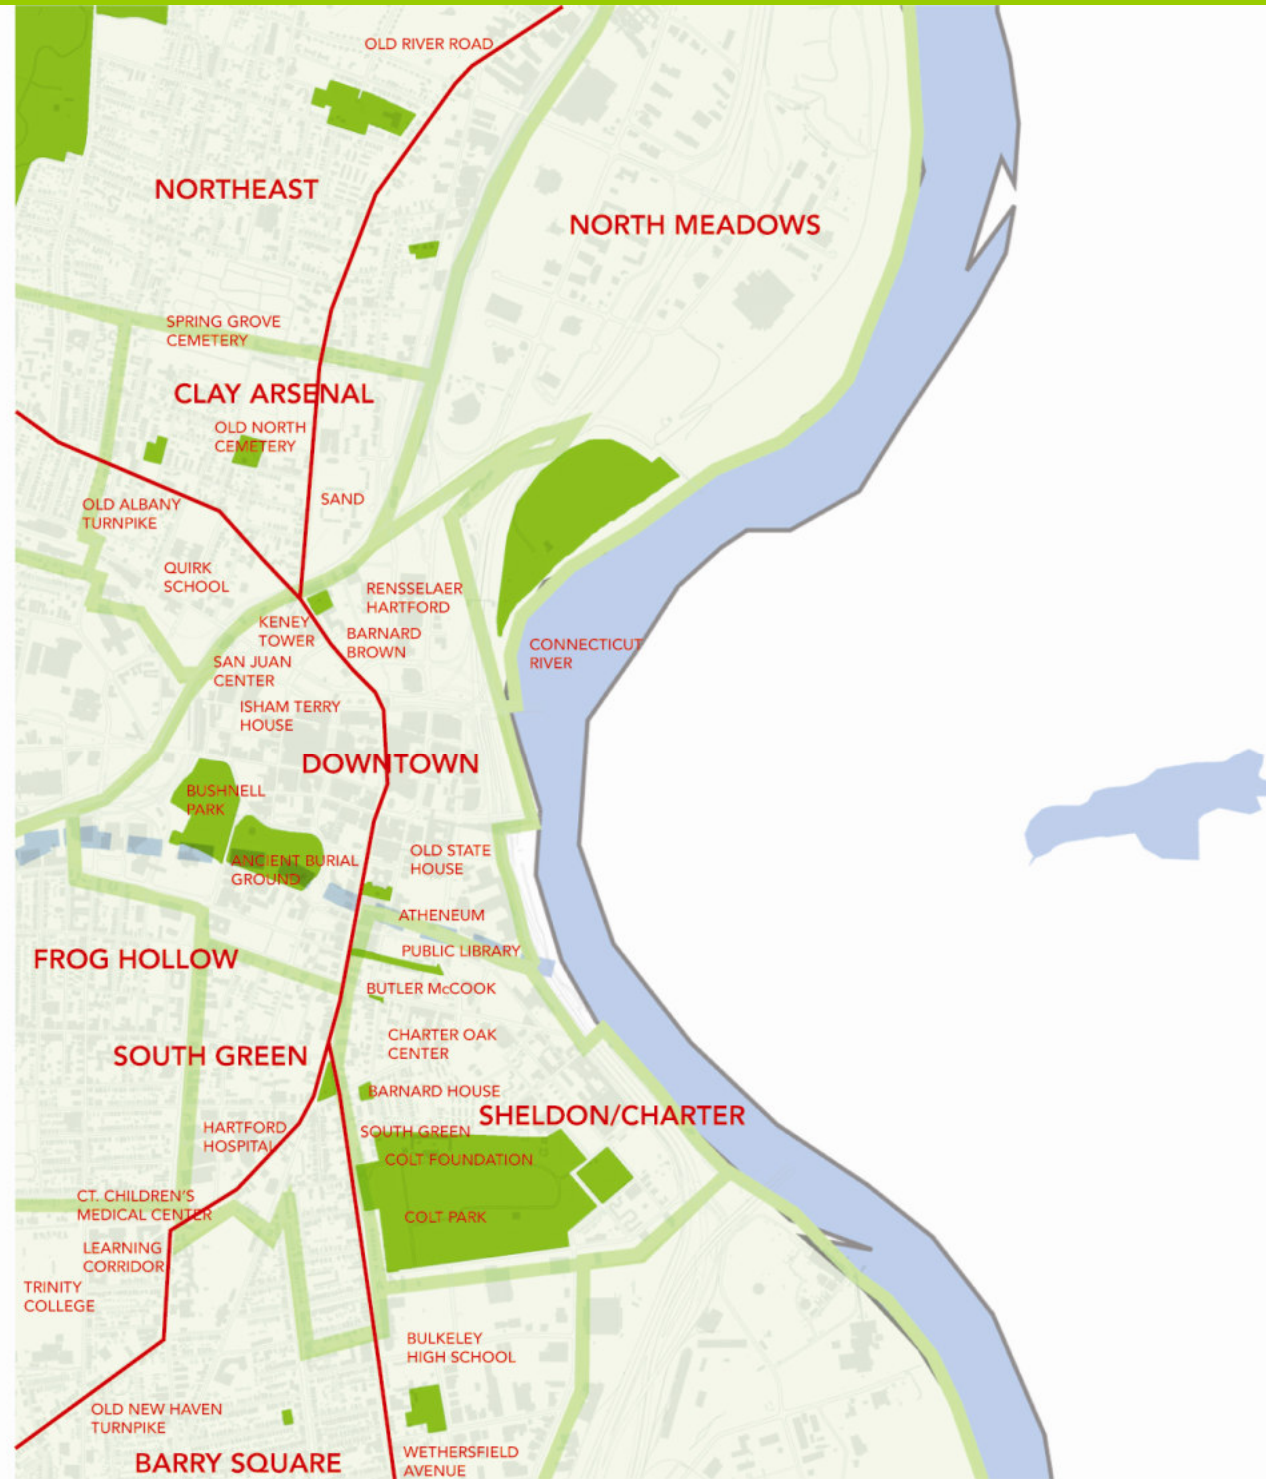 OLD RIVER ROAD
NORTHEAST
NORTH MEADOWS
SPRING GROVE
CEMETERY
CLAY ARSENAL
OLD NORTH
CEMETERY
SAND
OLD ALBANY
TURNPIKE
QUIRK
SCHOOL
RENSSELAER
HARTFORD
KENEY
TOWER
BARNARD
BROWN
CONNECTICUT
RIVER
SAN JUAN
CENTER
ISHAM TERRY
HOUSE
DOWNTOWN
BUSHNELL
PARK
OLD STATE
HOUSE
ANCIENT BURIAL
GROUND
ATHENEUM
PUBLIC LIBRARY
FROG HOLLOW
BUTLER McCOOK
CHARTER OAK
CENTER
SOUTH GREEN
BARNARD HOUSE
SHELDON/CHARTER
HARTFORD
HOSPITAL
SOUTH GREEN
COLT FOUNDATION
CT. CHILDREN'S
MEDICAL CENTER
COLT PARK
LEARNING
CORRIDOR
TRINITY
COLLEGE
BULKELEY
HIGH SCHOOL
OLD NEW HAVEN
TURNPIKE
BARRY SQUARE
WETHERSFIELD
AVENUE